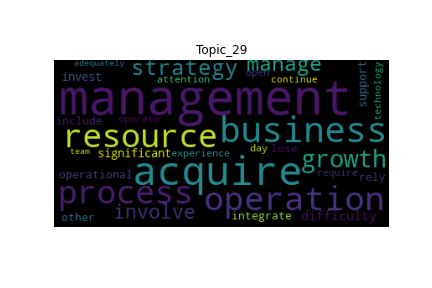 Topic_29
adequately strategy manage
invest attention open continue support technology
management
include operate
resource business
team significant experience day lose growth
operational acquire require rely
process operation
other involve integrate difficulty